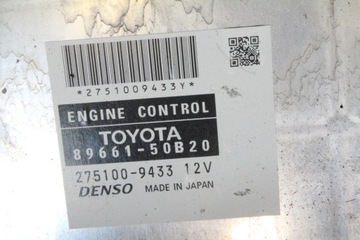 *2751009433Y*
ENGINE CONTROL
TOYOTA
89661-50B20
275100-9433 12V
DENSO MADE IN JAPAN